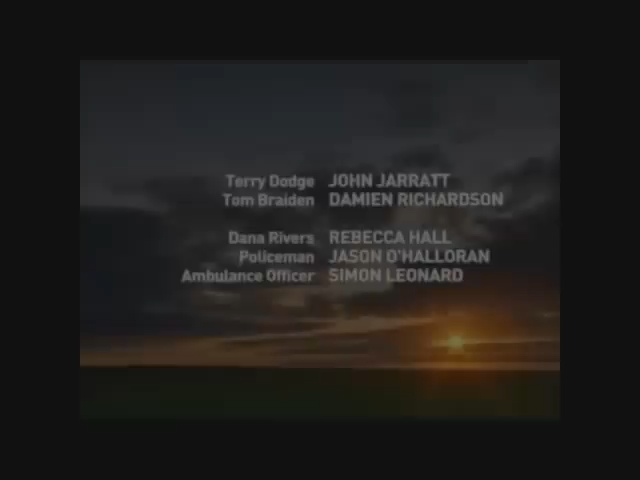 Terry Dodge JOHN JARRATT
Tom Braiden DAMIEN RICHARDSON
Dana Rivers REBECCA HALL
Policeman JASON O'HALLORAN
Ambulance Officer SIMON LEONARD